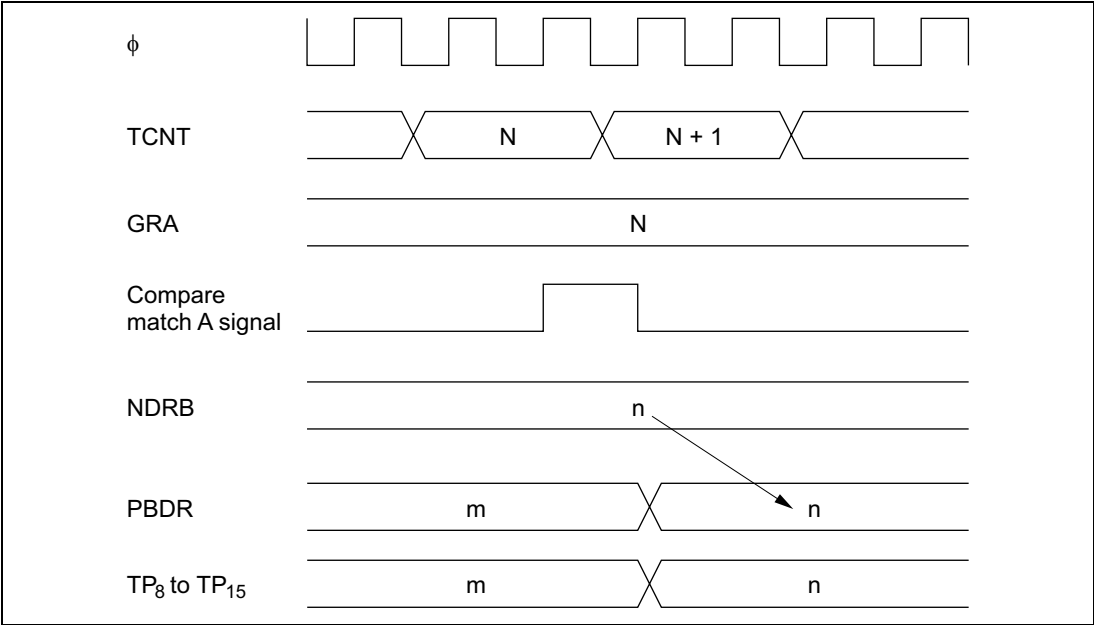 ϕ
TCNT N N + 1
GRA N
Compare
match A signal
NDRB n
PBDR m n
TP8 to TP15 m n